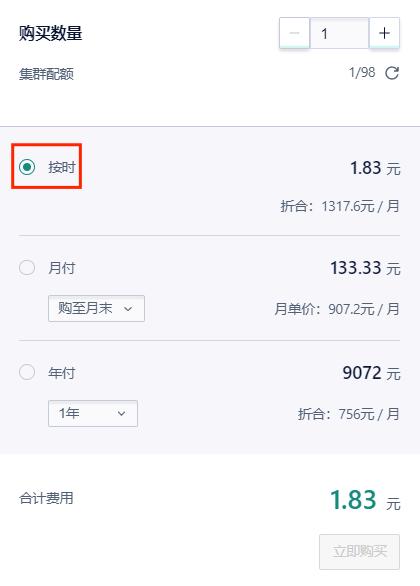 购买数量 1
集群配额 1/98
按时 1.83 元
折合：1317.6元 / 月
月付 133.33 元
购至月末 月单价：907.2元 / 月
年付 9072 元
1年 折合：756元 / 月
合计费用 1.83 元
立即购买